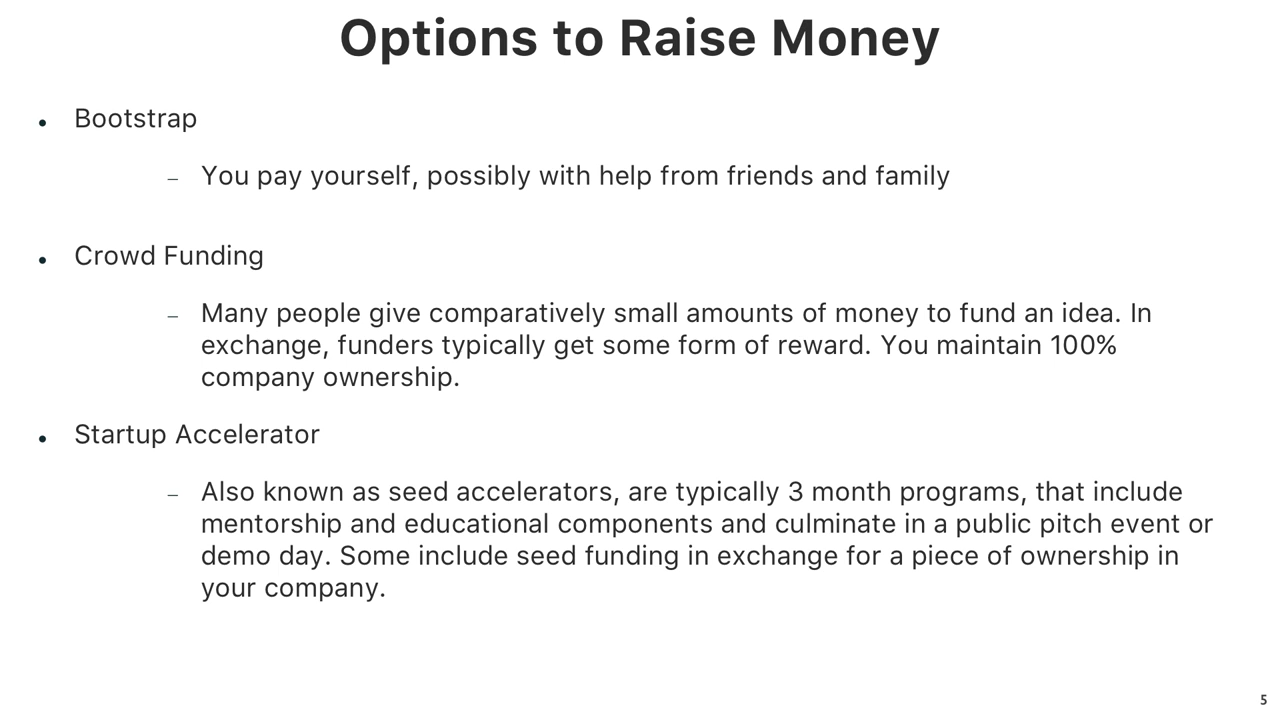 Options to Raise Money
• Bootstrap
– You pay yourself, possibly with help from friends and family
• Crowd Funding
– Many people give comparatively small amounts of money to fund an idea. In
exchange, funders typically get some form of reward. You maintain 100%
company ownership.
• Startup Accelerator
– Also known as seed accelerators, are typically 3 month programs, that include
mentorship and educational components and culminate in a public pitch event or
demo day. Some include seed funding in exchange for a piece of ownership in
your company.
5